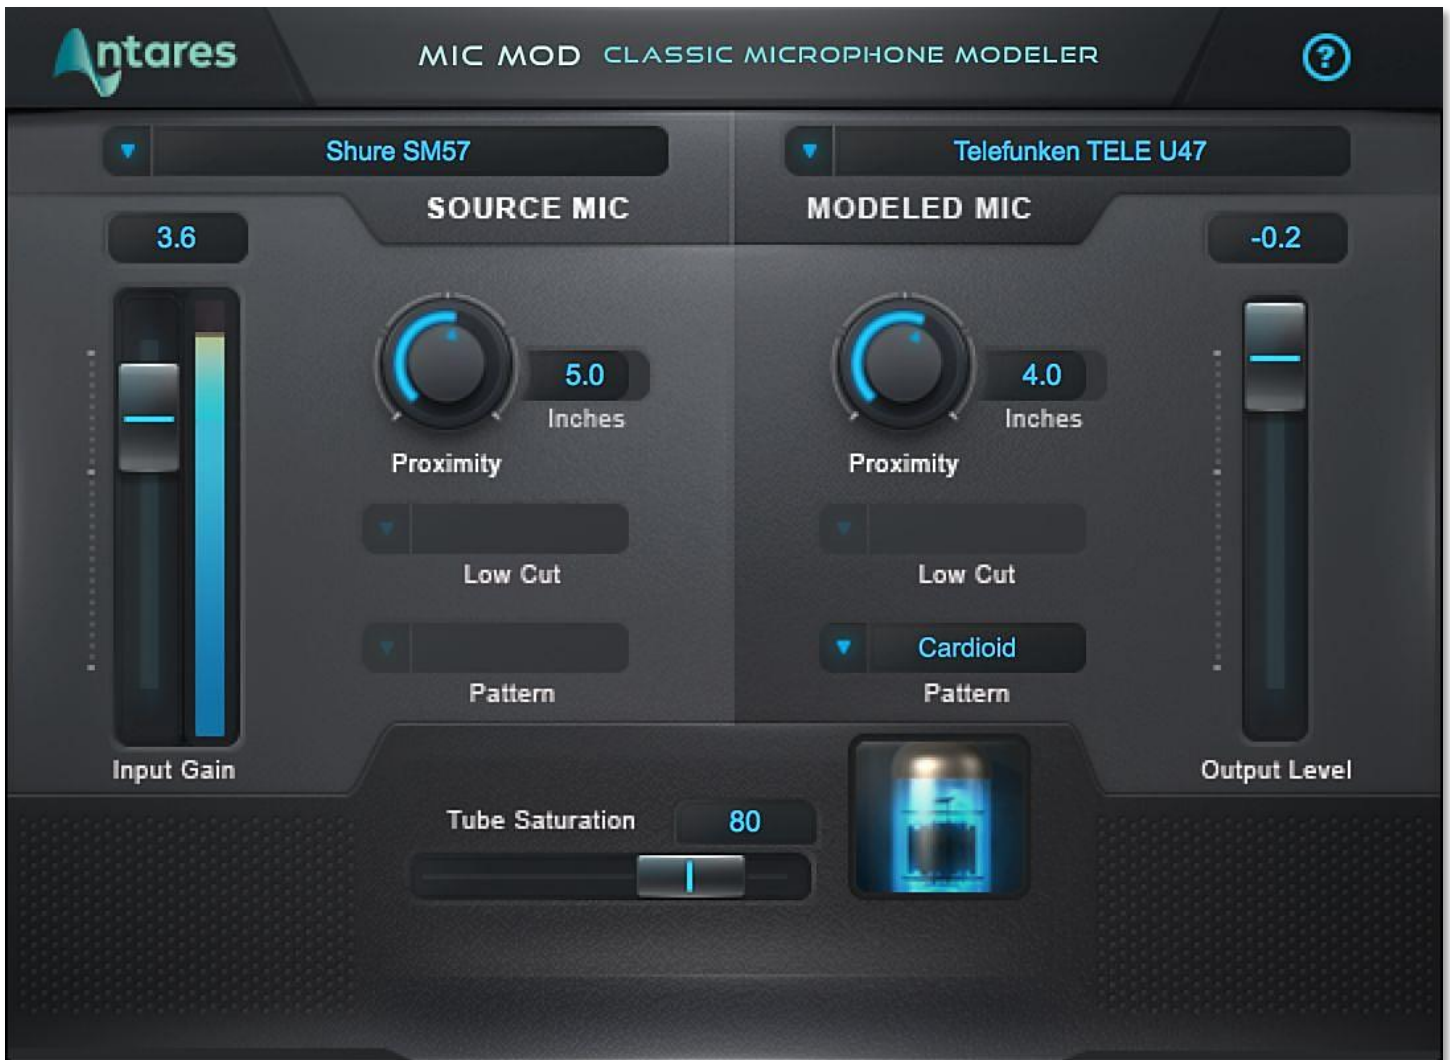 Antares
MIC MOD CLASSIC MICROPHONE MODELER
?
Shure SM57
Telefunken TELE U47
SOURCE MIC
MODELED MIC
3.6
-0.2
5.0
Inches
Proximity
4.0
Inches
Proximity
Low Cut
Low Cut
Cardioid
Pattern
Pattern
Input Gain
Output Level
Tube Saturation
80